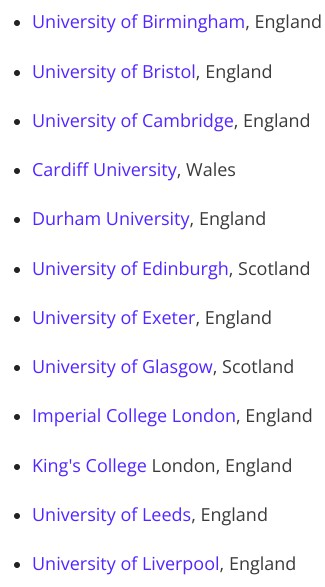 University of Birmingham, England
University of Bristol, England
University of Cambridge, England
Cardiff University, Wales
Durham University, England
University of Edinburgh, Scotland
University of Exeter, England
University of Glasgow, Scotland
Imperial College London, England
King's College London, England
University of Leeds, England
University of Liverpool, England